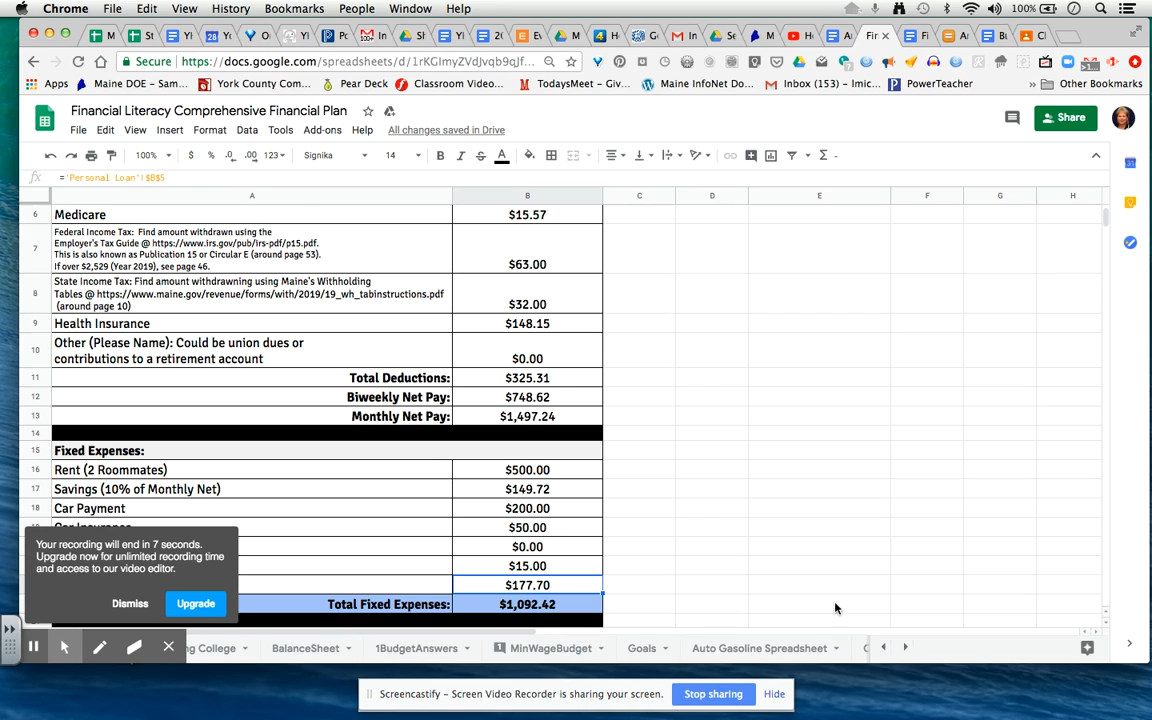 Chrome File Edit View History Bookmarks People Window Help 100%
Secure https://docs.google.com/spreadsheets/d/1rKGImyZVdJvqb9qJf...
Apps Maine DOE - Sam... York County Com... Pear Deck Classroom Video... TodaysMeet - Giv... Maine InfoNet Do... Inbox (153) - lmic... PowerTeacher » Other Bookmarks
Financial Literacy Comprehensive Financial Plan
File Edit View Insert Format Data Tools Add-ons Help All changes saved in Drive
Share
100% $ % .0 .00 123 Signika 14 B I S A Σ
fx ='Personal Loan'!$B$5
A B C D E F G H
6 Medicare $15.57
Federal Income Tax: Find amount withdrawn using the
Employer's Tax Guide @ https://www.irs.gov/pub/irs-pdf/p15.pdf.
7 This is also known as Publication 15 or Circular E (around page 53).
If over $2,529 (Year 2019), see page 46. $63.00
State Income Tax: Find amount withdrawning using Maine's Withholding
8 Tables @ https://www.maine.gov/revenue/forms/with/2019/19_wh_tabinstructions.pdf
(around page 10) $32.00
9 Health Insurance $148.15
Other (Please Name): Could be union dues or
10 contributions to a retirement account $0.00
11 Total Deductions: $325.31
12 Biweekly Net Pay: $748.62
13 Monthly Net Pay: $1,497.24
14
15 Fixed Expenses:
16 Rent (2 Roommates) $500.00
17 Savings (10% of Monthly Net) $149.72
18 Car Payment $200.00
Car Insurance $50.00
$0.00
$15.00
$177.70
Total Fixed Expenses: $1,092.42
Your recording will end in 7 seconds.
Upgrade now for unlimited recording time
and access to our video editor.
Dismiss Upgrade
ng College BalanceSheet 1BudgetAnswers MinWageBudget Goals Auto Gasoline Spreadsheet
Screencastify – Screen Video Recorder is sharing your screen. Stop sharing Hide